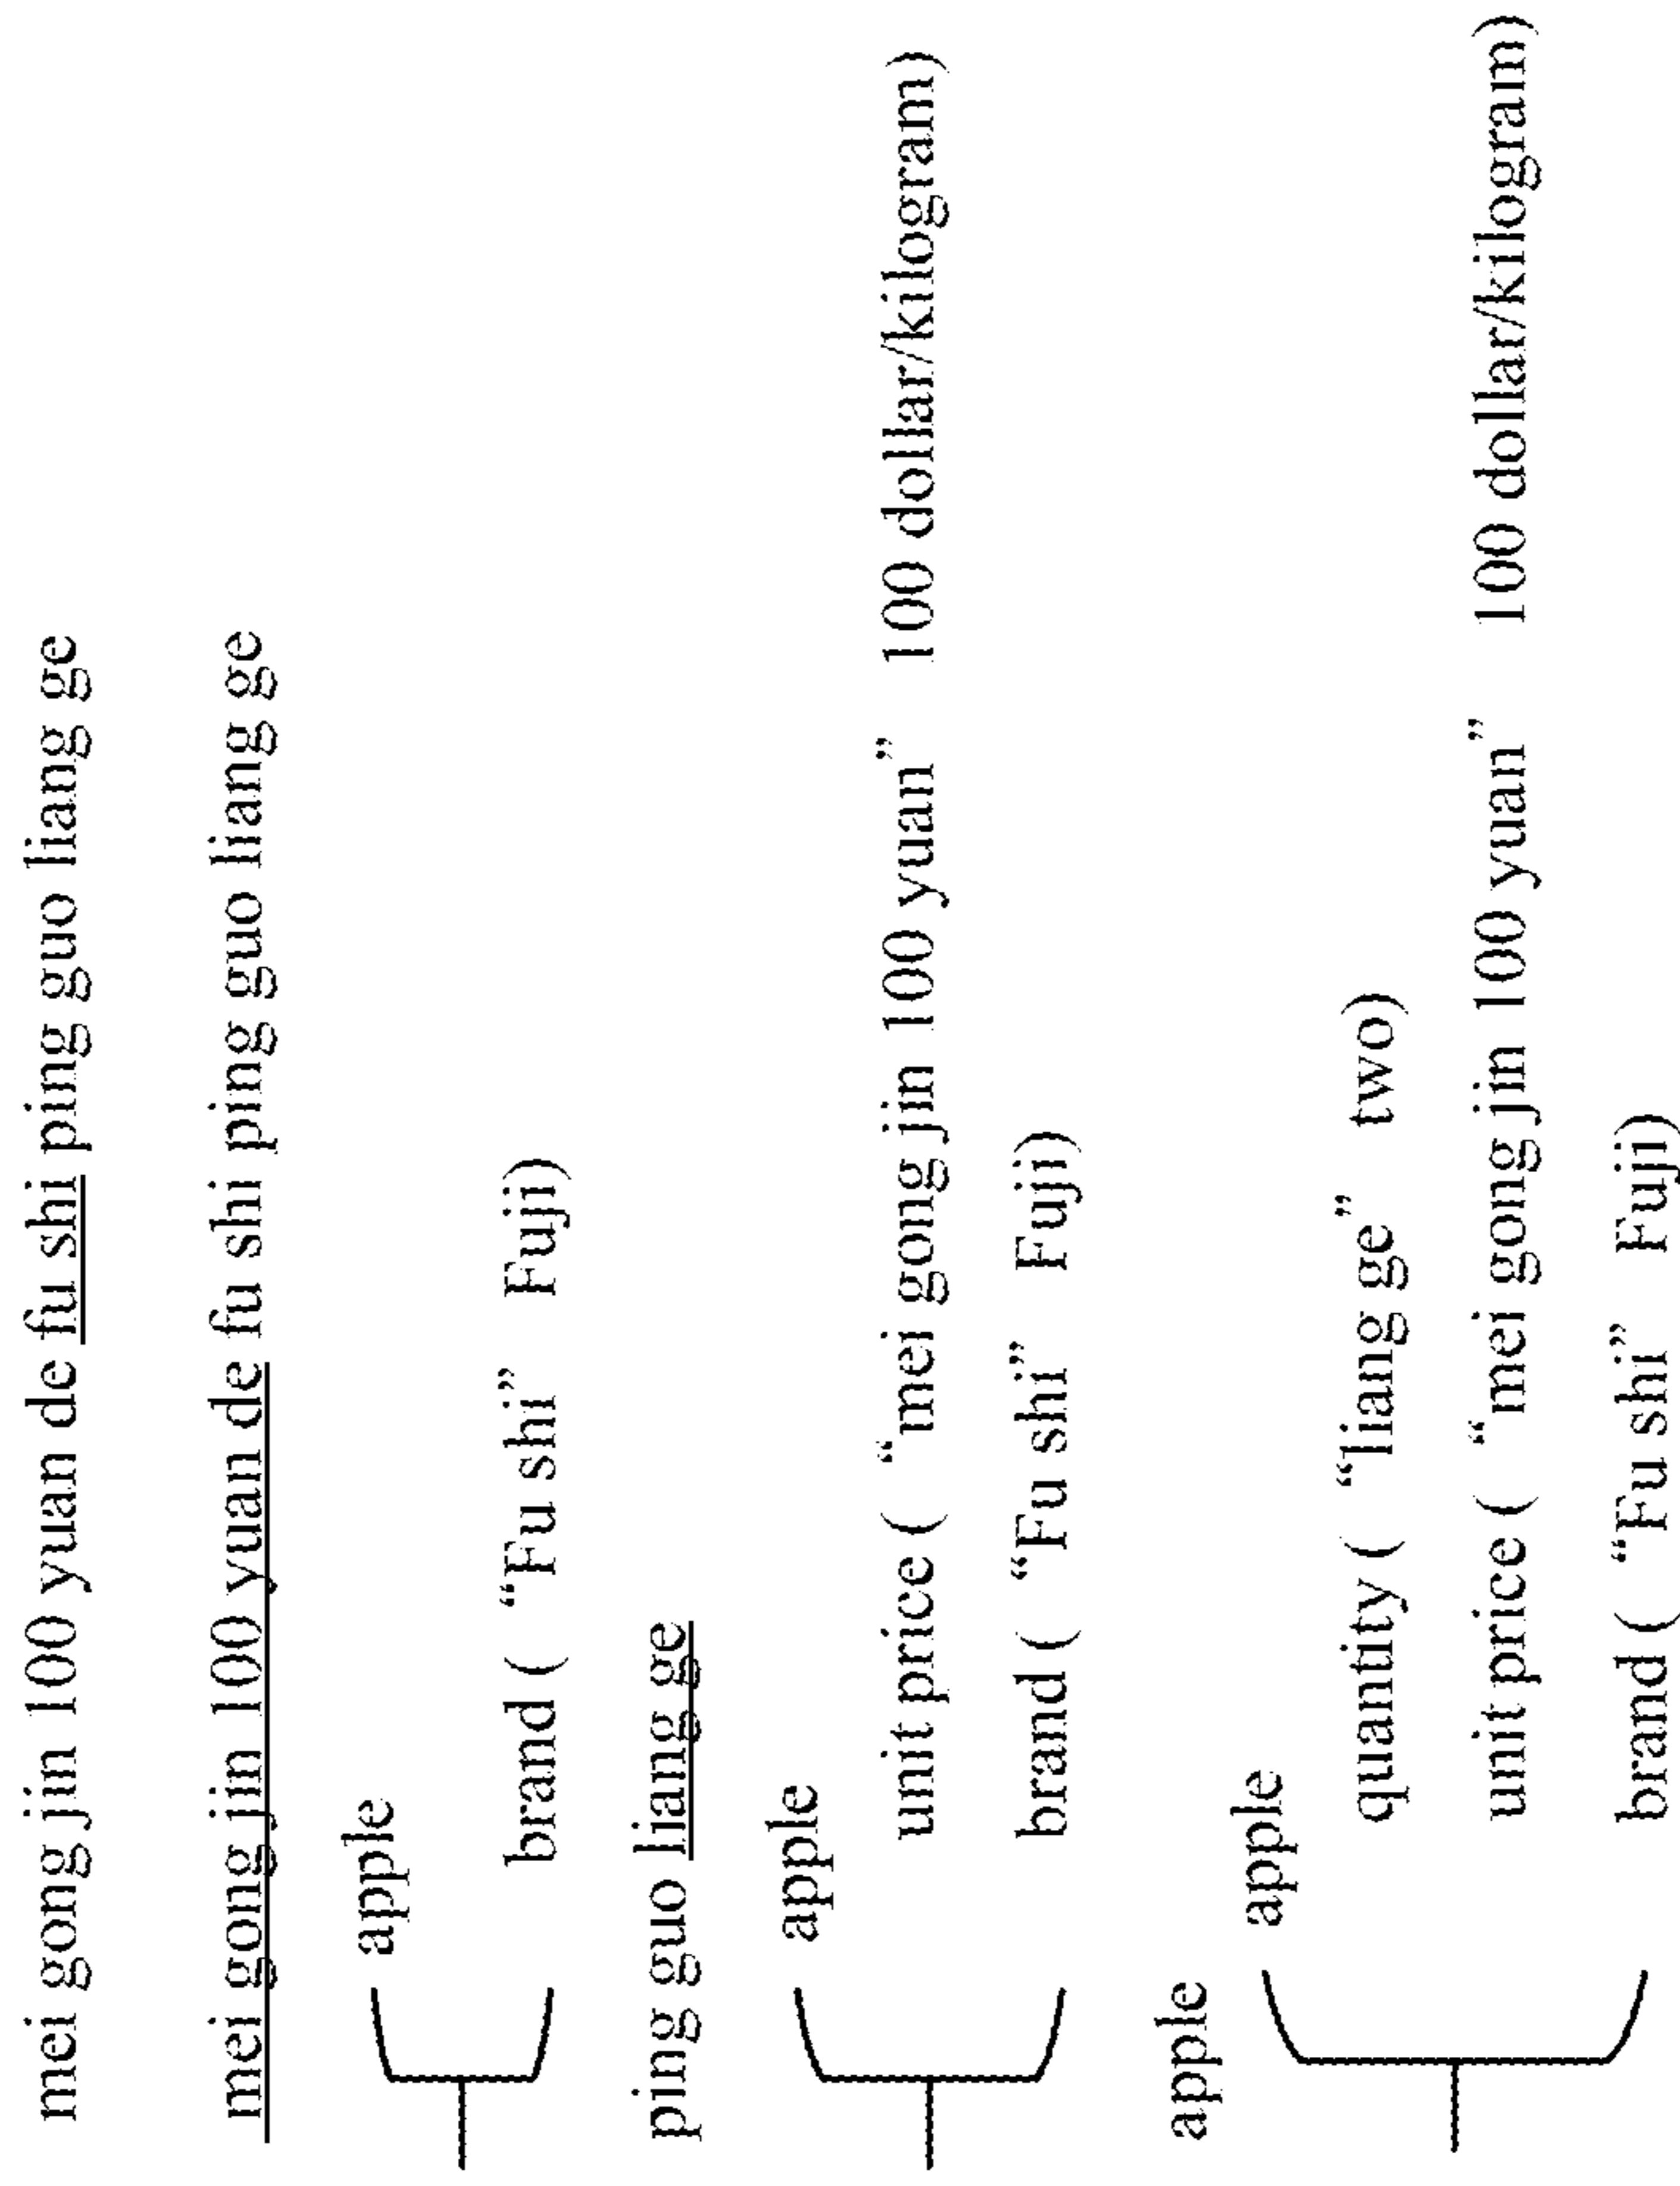 mei gong jin 100 yuan de fu shi ping guo liang ge
mei gong jin 100 yuan de fu shi ping guo liang ge
apple
brand ( “Fu shi” Fuji)
ping guo liang ge
apple
unit price ( “mei gong jin 100 yuan” 100 dollar/kilogram)
brand ( “Fu shi” Fuji)
apple
apple
quantity ( “liang ge” two)
unit price ( “mei gong jin 100 yuan” 100 dollar/kilogram)
brand ( “Fu shi” Fuji)